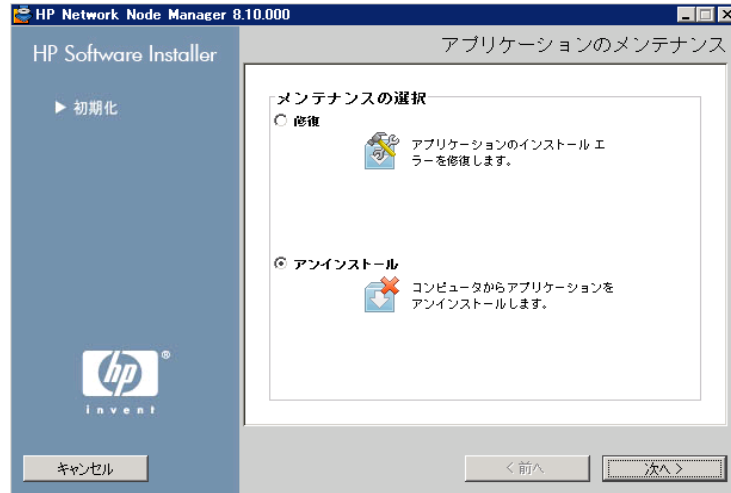 HP Network Node Manager 8.10.000
HP Software Installer
アプリケーションのメンテナンス
▶ 初期化
メンテナンスの選択
修復
アプリケーションのインストール エ
ラーを修復します。
アンインストール
コンピュータからアプリケーションを
アンインストールします。
hp
®
invent
キャンセル
< 前へ
次へ >